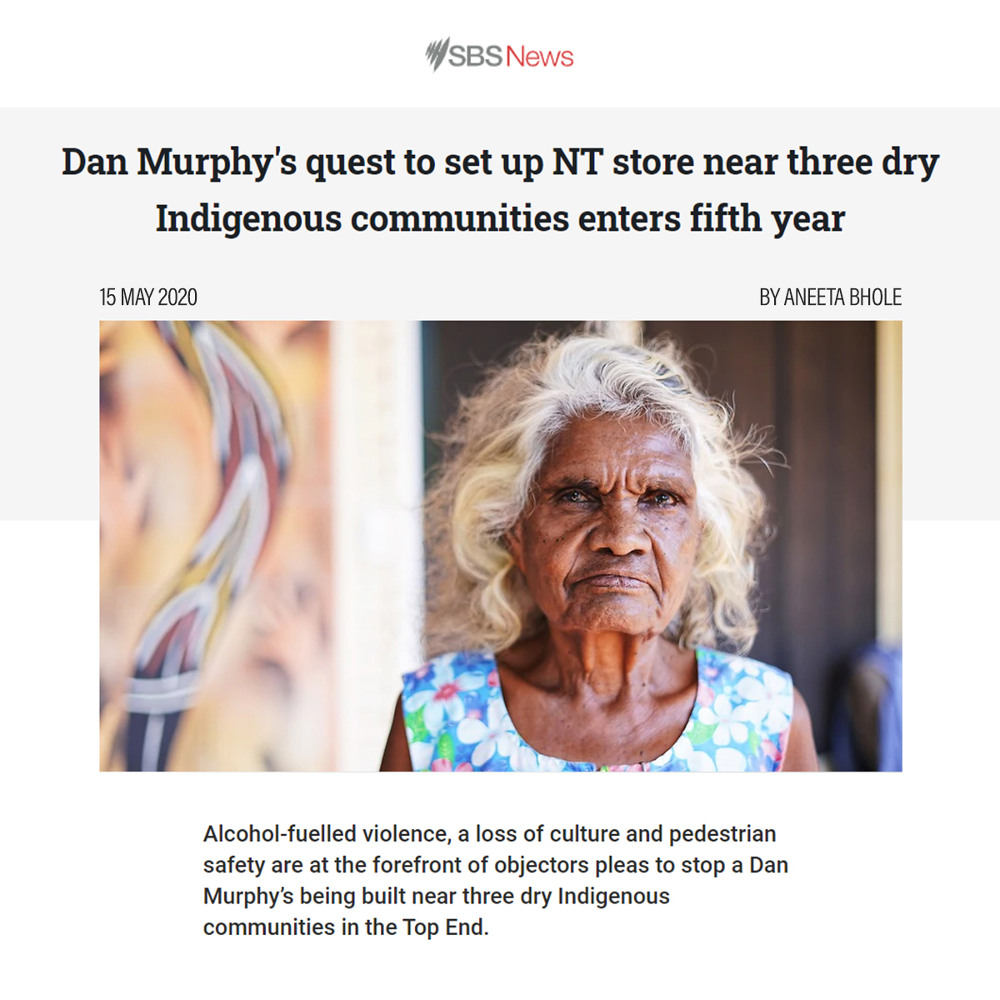 SBS News
Dan Murphy's quest to set up NT store near three dry
Indigenous communities enters fifth year
15 MAY 2020
BY ANEETA BHOLE
Alcohol-fuelled violence, a loss of culture and pedestrian
safety are at the forefront of objectors pleas to stop a Dan
Murphy’s being built near three dry Indigenous
communities in the Top End.